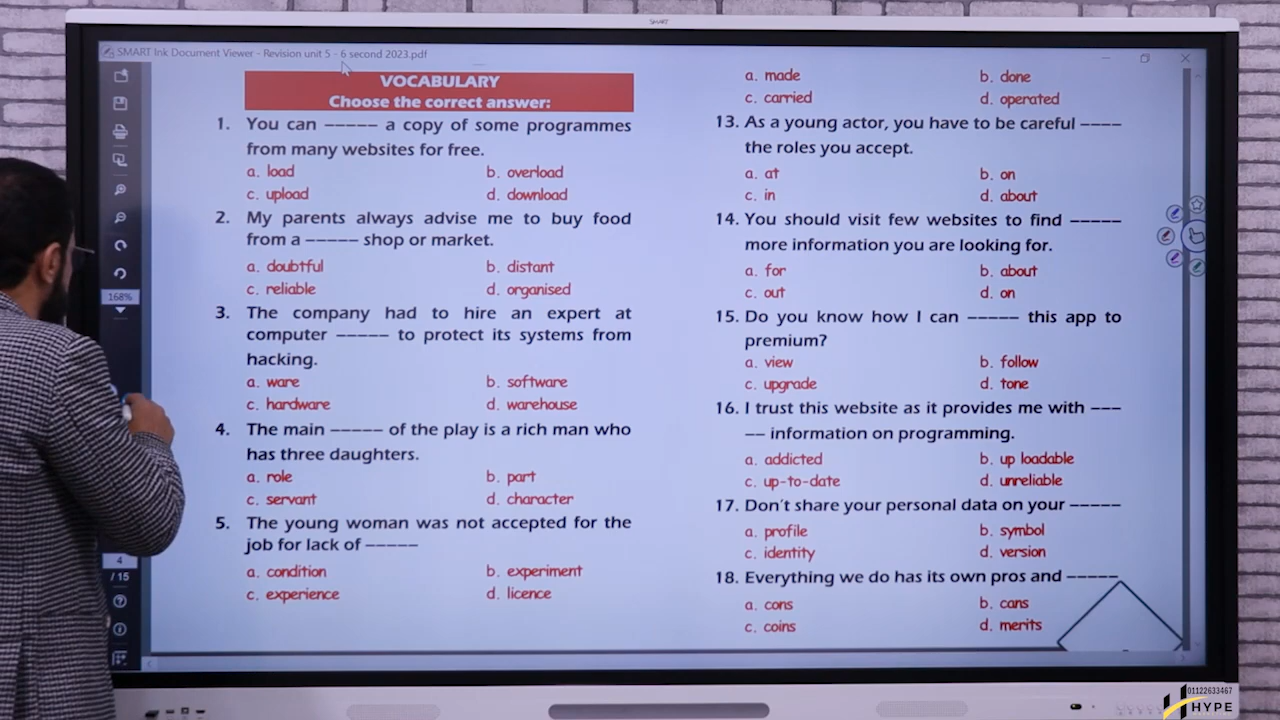 SMART
SMART Ink Document Viewer - Revision unit 5 - 6 second 2023.pdf
VOCABULARY
Choose the correct answer:
1. You can ----- a copy of some programmes
from many websites for free.
a. load b. overload
c. upload d. download
2. My parents always advise me to buy food
from a ----- shop or market.
a. doubtful b. distant
c. reliable d. organised
3. The company had to hire an expert at
computer ----- to protect its systems from
hacking.
a. ware b. software
c. hardware d. warehouse
4. The main ----- of the play is a rich man who
has three daughters.
a. role b. part
c. servant d. character
5. The young woman was not accepted for the
job for lack of -----
a. condition b. experiment
c. experience d. licence
a. made b. done
c. carried d. operated
13. As a young actor, you have to be careful ----
the roles you accept.
a. at b. on
c. in d. about
14. You should visit few websites to find -----
more information you are looking for.
a. for b. about
c. out d. on
15. Do you know how I can ----- this app to
premium?
a. view b. follow
c. upgrade d. tone
16. I trust this website as it provides me with ---
-- information on programming.
a. addicted b. up loadable
c. up-to-date d. unreliable
17. Don't share your personal data on your -----
a. profile b. symbol
c. identity d. version
18. Everything we do has its own pros and -----
a. cons b. cans
c. coins d. merits
168%
4
/ 15
01122633467
HYPE